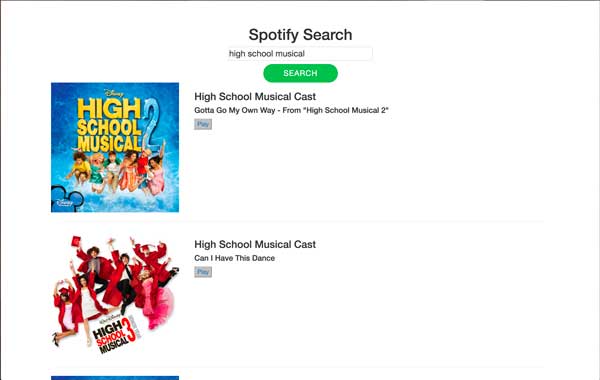 Spotify Search
high school musical
SEARCH
Disney
HIGH
SCHOOL
MUSICAL
2
High School Musical Cast
Gotta Go My Own Way - From “High School Musical 2”
Play
High School Musical Cast
Can I Have This Dance
Play
HIGH
SCHOOL
MUSICAL
3